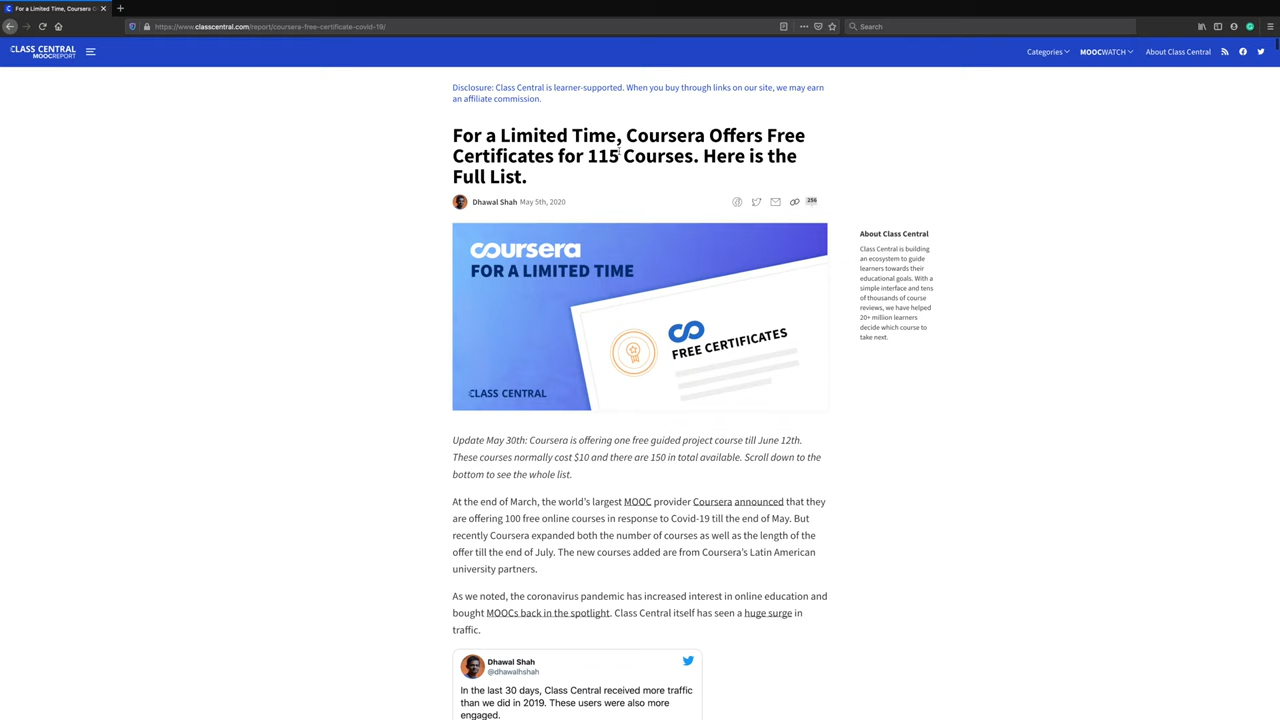 For a Limited Time, Coursera O
https://www.classcentral.com/report/coursera-free-certificate-covid-19/
Search
CLASS CENTRAL
MOOCREPORT
Categories
MOOCWATCH
About Class Central
Disclosure: Class Central is learner-supported. When you buy through links on our site, we may earn
an affiliate commission.
For a Limited Time, Coursera Offers Free
Certificates for 115 Courses. Here is the
Full List.
Dhawal Shah May 5th, 2020
256
coursera
FOR A LIMITED TIME
FREE CERTIFICATES
CLASS CENTRAL
About Class Central
Class Central is building
an ecosystem to guide
learners towards their
educational goals. With a
simple interface and tens
of thousands of course
reviews, we have helped
20+ million learners
decide which course to
take next.
Update May 30th: Coursera is offering one free guided project course till June 12th.
These courses normally cost $10 and there are 150 in total available. Scroll down to the
bottom to see the whole list.
At the end of March, the world's largest MOOC provider Coursera announced that they
are offering 100 free online courses in response to Covid-19 till the end of May. But
recently Coursera expanded both the number of courses as well as the length of the
offer till the end of July. The new courses added are from Coursera's Latin American
university partners.
As we noted, the coronavirus pandemic has increased interest in online education and
bought MOOCs back in the spotlight. Class Central itself has seen a huge surge in
traffic.
Dhawal Shah
@dhawalhshah
In the last 30 days, Class Central received more traffic
than we did in 2019. These users were also more
engaged.